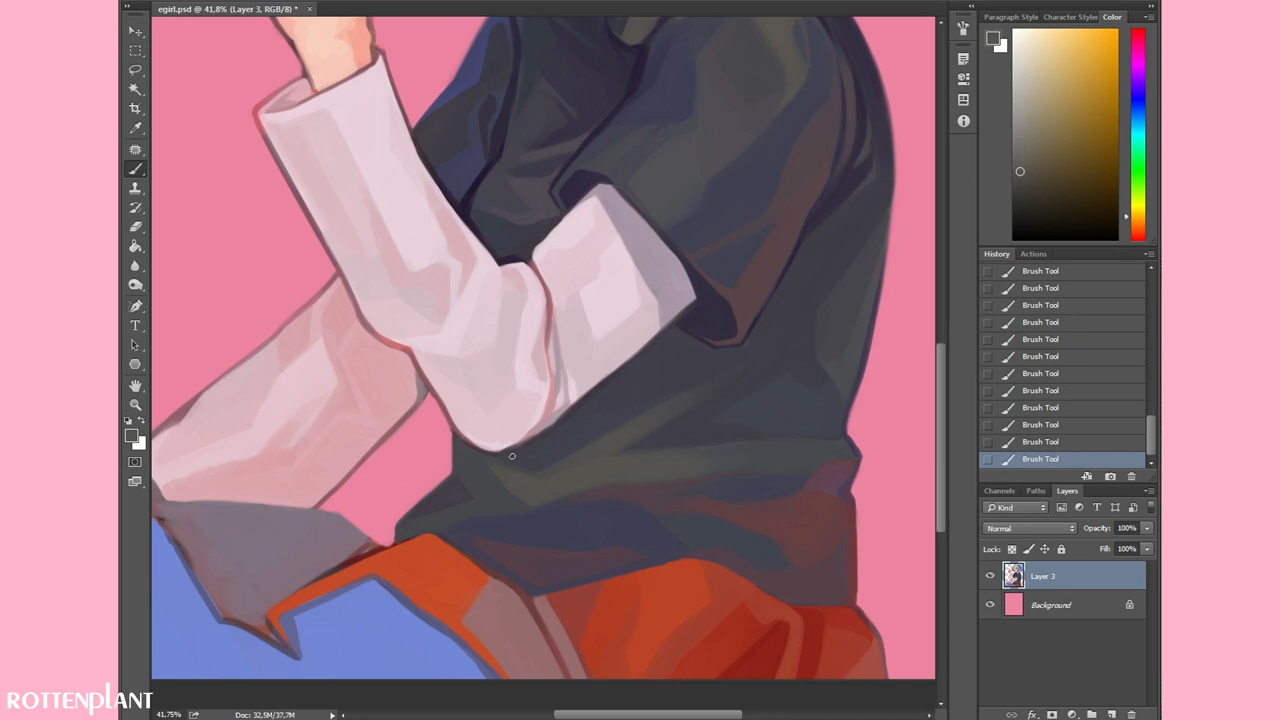 egirl.psd @ 41,8% (Layer 3, RGB/8) * ×
Paragraph Style Character Styles Color
History Actions
Brush Tool
Brush Tool
Brush Tool
Brush Tool
Brush Tool
Brush Tool
Brush Tool
Brush Tool
Brush Tool
Brush Tool
Brush Tool
Brush Tool
Channels Paths Layers
Kind
Normal Opacity: 100%
Lock: Fill: 100%
Layer 3
Background
41,75% Doc: 32,5M/37,7M
ROTTENPLANT